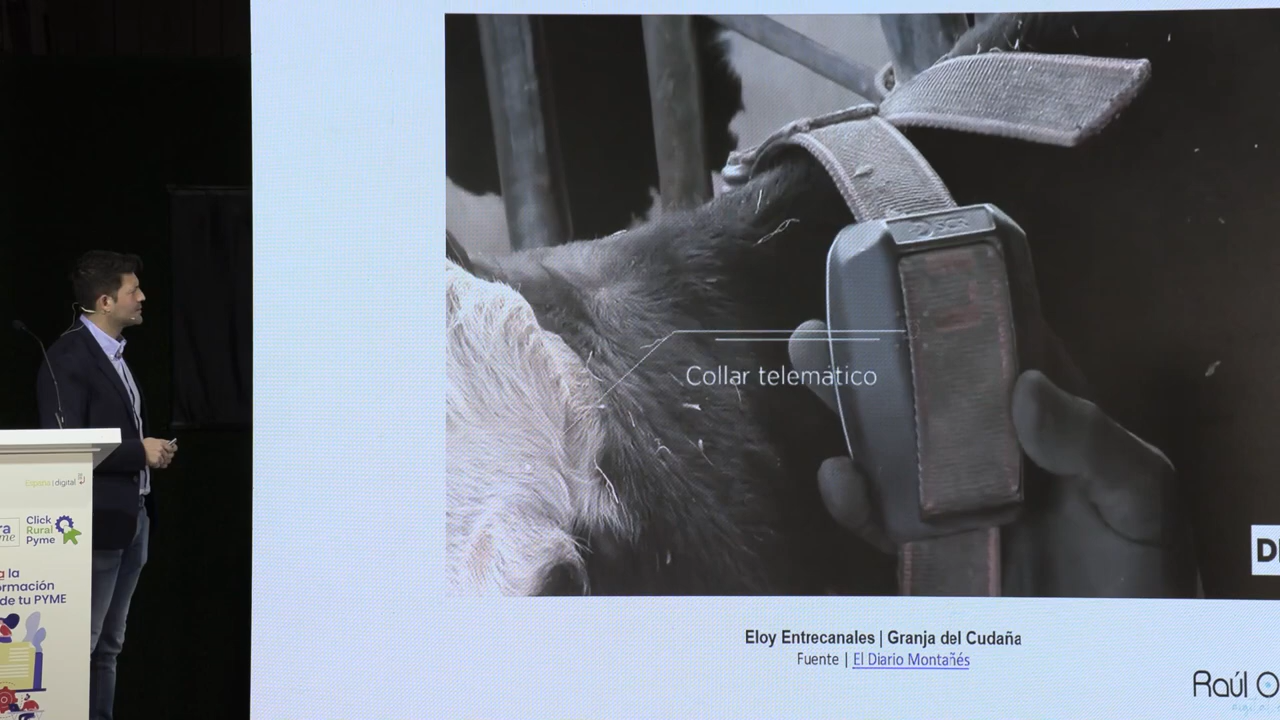 SCR
Collar telemático
España | digital
Click
Rural
Pyme
la
de tu PYME
Eloy Entrecanales | Granja del Cudaña
Fuente | El Diario Montañés
Raúl O